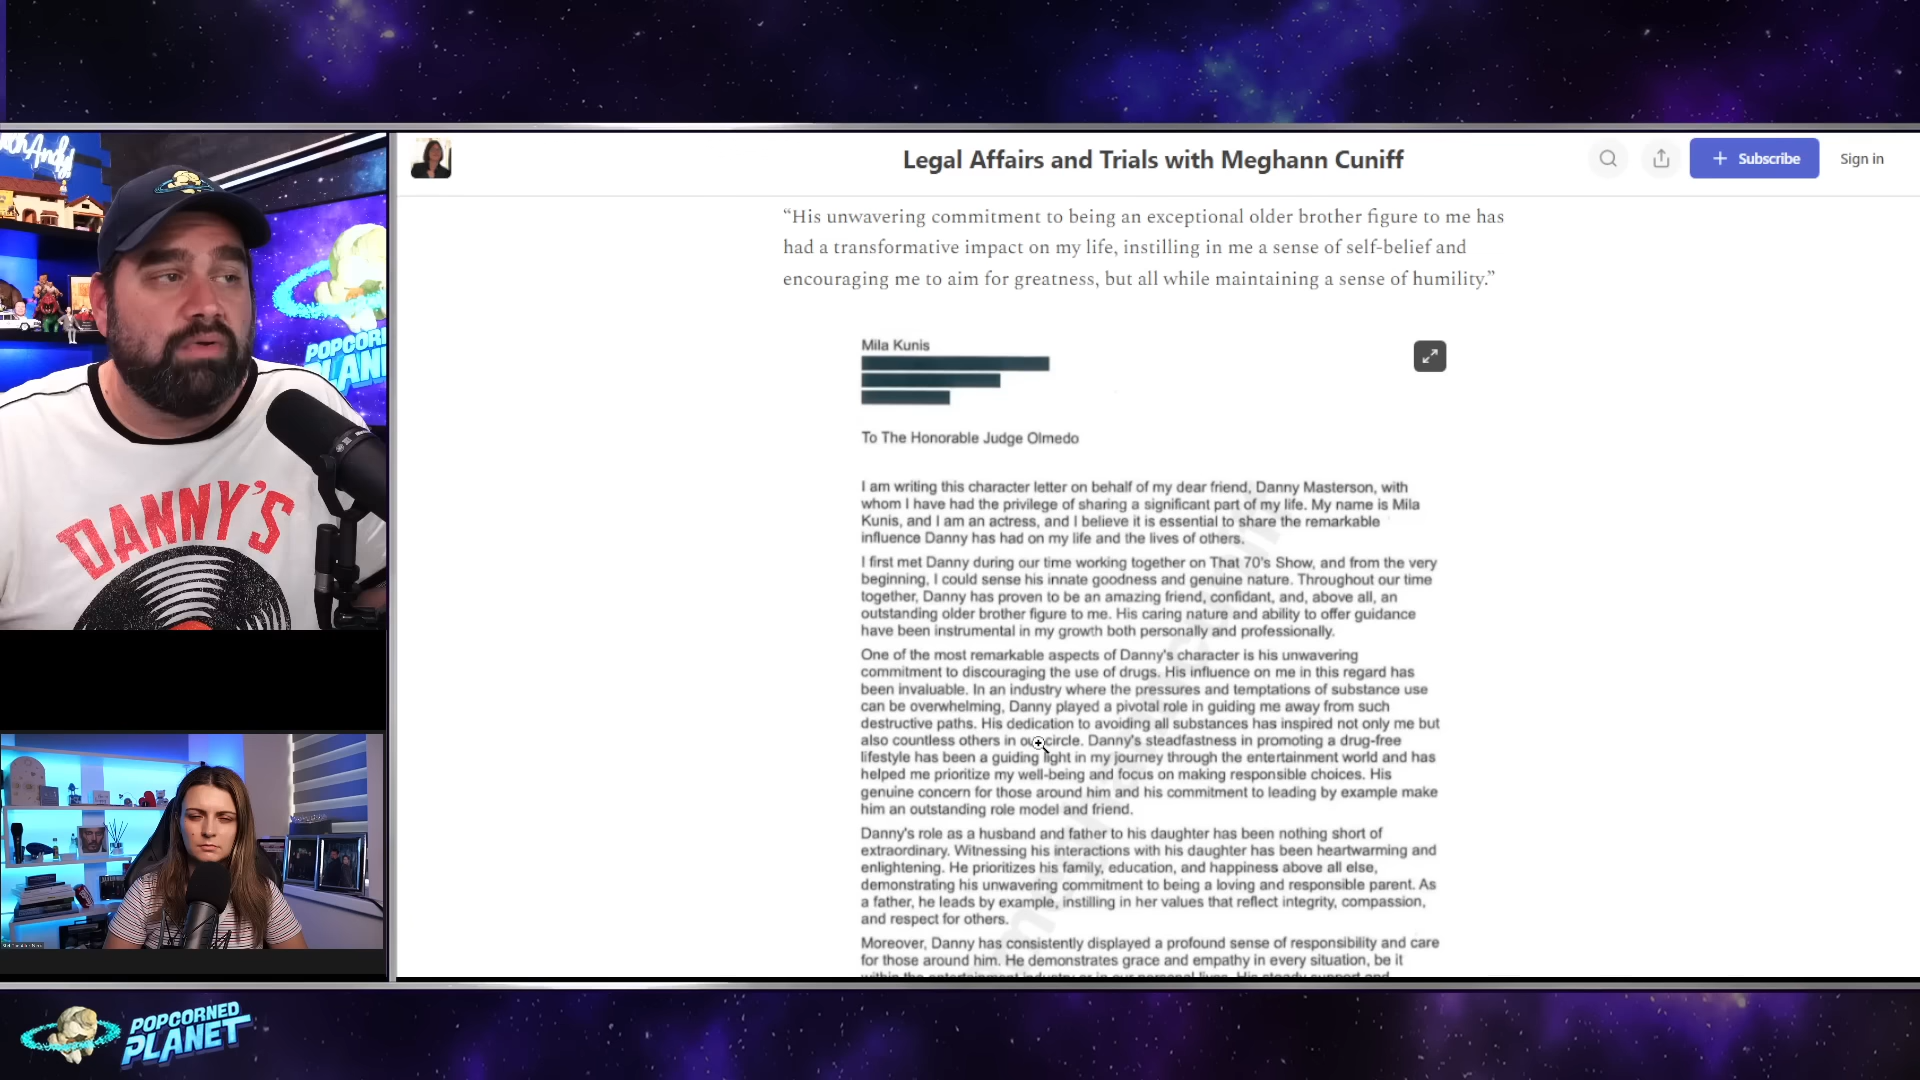 Legal Affairs and Trials with Meghann Cuniff
Subscribe
Sign in
“His unwavering commitment to being an exceptional older brother figure to me has
had a transformative impact on my life, instilling in me a sense of self-belief and
encouraging me to aim for greatness, but all while maintaining a sense of humility.”
Mila Kunis
To The Honorable Judge Olmedo
I am writing this character letter on behalf of my dear friend, Danny Masterson, with
whom I have had the privilege of sharing a significant part of my life. My name is Mila
Kunis, and I am an actress, and I believe it is essential to share the remarkable
influence Danny has had on my life and the lives of others.
I first met Danny during our time working together on That 70's Show, and from the very
beginning, I could sense his innate goodness and genuine nature. Throughout our time
together, Danny has proven to be an amazing friend, confidant, and, above all, an
outstanding older brother figure to me. His caring nature and ability to offer guidance
have been instrumental in my growth both personally and professionally.
One of the most remarkable aspects of Danny's character is his unwavering
commitment to discouraging the use of drugs. His influence on me in this regard has
been invaluable. In an industry where the pressures and temptations of substance use
can be overwhelming, Danny played a pivotal role in guiding me away from such
destructive paths. His dedication to avoiding all substances has inspired not only me but
also countless others in our circle. Danny's steadfastness in promoting a drug-free
lifestyle has been a guiding light in my journey through the entertainment world and has
helped me prioritize my well-being and focus on making responsible choices. His
genuine concern for those around him and his commitment to leading by example make
him an outstanding role model and friend.
Danny's role as a husband and father to his daughter has been nothing short of
extraordinary. Witnessing his interactions with his daughter has been heartwarming and
enlightening. He prioritizes his family, education, and happiness above all else,
demonstrating his unwavering commitment to being a loving and responsible parent. As
a father, he leads by example, instilling in her values that reflect integrity, compassion,
and respect for others.
Moreover, Danny has consistently displayed a profound sense of responsibility and care
for those around him. He demonstrates grace and empathy in every situation, be it
POPCOR
PLANE
DANNY'S
POPCORNED
PLANET